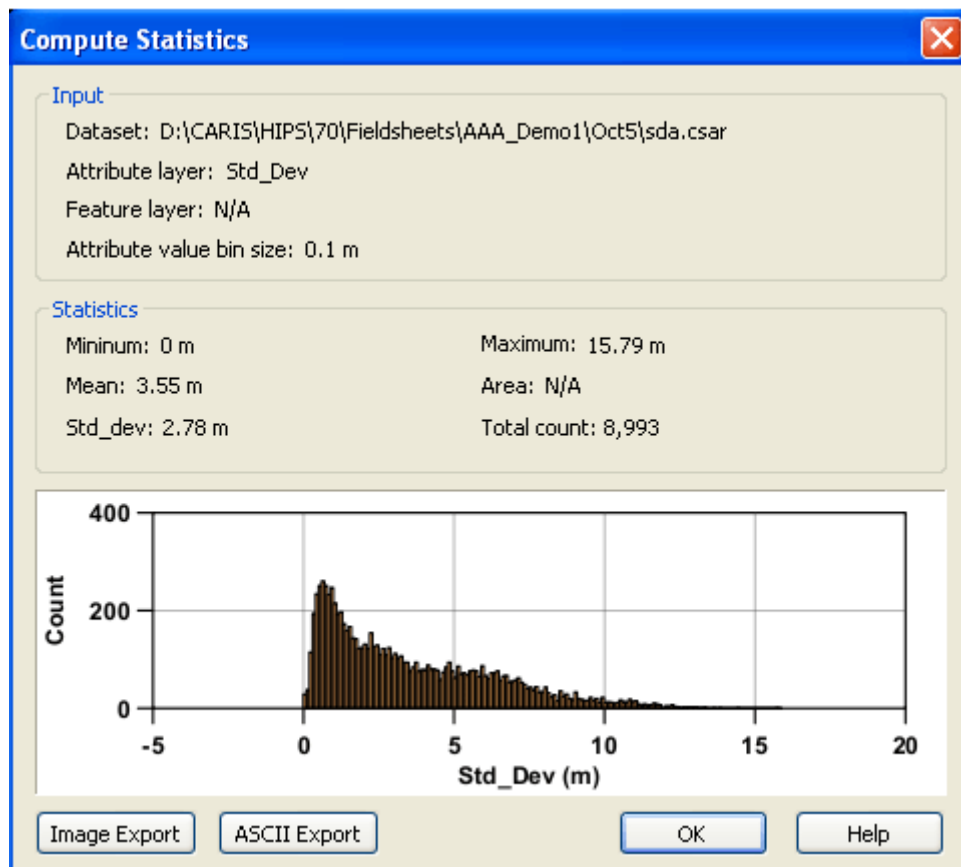 Compute Statistics
Input
Dataset: D:\CARIS\HIPS\70\Fieldsheets\AAA_Demo1\Oct5\sda.csar
Attribute layer: Std_Dev
Feature layer: N/A
Attribute value bin size: 0.1 m
Statistics
Mininum: 0 m
Maximum: 15.79 m
Mean: 3.55 m
Area: N/A
Std_dev: 2.78 m
Total count: 8,993
400
200
0
Count
-5 0 5 10 15 20
Std_Dev (m)
Image Export
ASCII Export
OK
Help